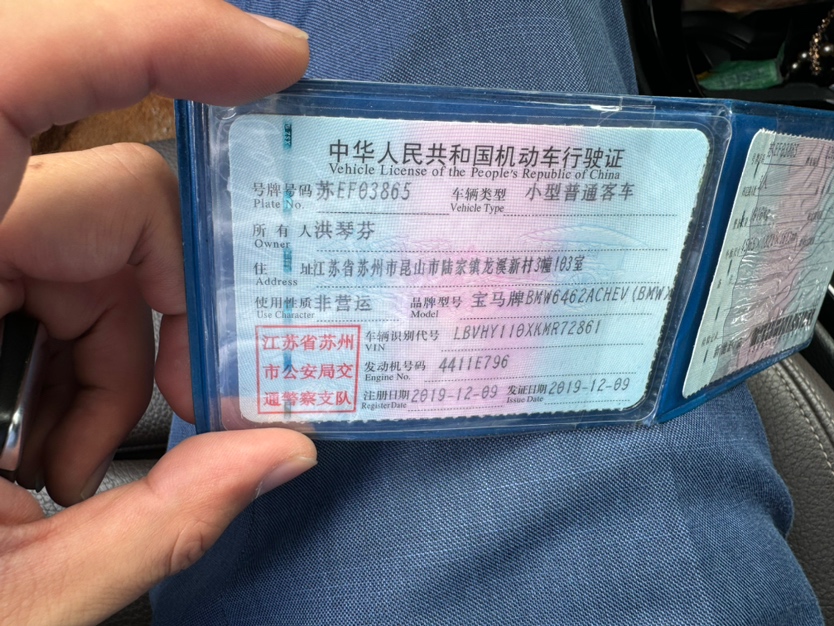 中华人民共和国机动车行驶证
Vehicle License of the People's Republic of China
号牌号码 苏EF03865 车辆类型 小型普通客车
Plate No. Vehicle Type
所有人 洪琴芬
Owner
住址 江苏省苏州市昆山市陆家镇龙溪新村3幢103室
Address
使用性质 非营运 品牌型号 宝马牌BMW6462ACHEV(BMWX
Use Character Model
江苏省苏州
市公安局交
通警察支队
车辆识别代号 LBVHY110XKMR72861
VIN
发动机号码 4411E796
Engine No.
注册日期 2019-12-09 发证日期 2019-12-09
Register Date Issue Date